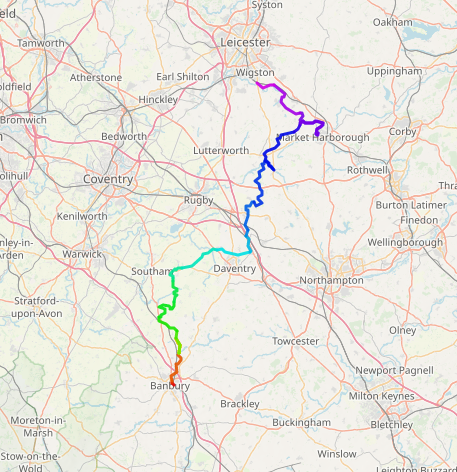 Syston
Oakham
field
Tamworth
Leicester
Atherstone
Earl Shilton
Wigston
Uppingham
oldfield
Hinckley
Bromwich
Bedworth
Market Harborough
Corby
Lutterworth
olihull
Coventry
Rothwell
Rugby
Thra
Kenilworth
Burton Latimer
Finedon
nley-in-
Arden
Warwick
Wellingborough
Southam
Daventry
Northampton
Stratford-
upon-Avon
Olney
Towcester
Newport Pagnell
Banbury
Milton Keynes
Brackley
Moreton-in-
Marsh
Buckingham
Bletchley
Stow-on-the-
Wold
Winslow
Leighton Buzzard